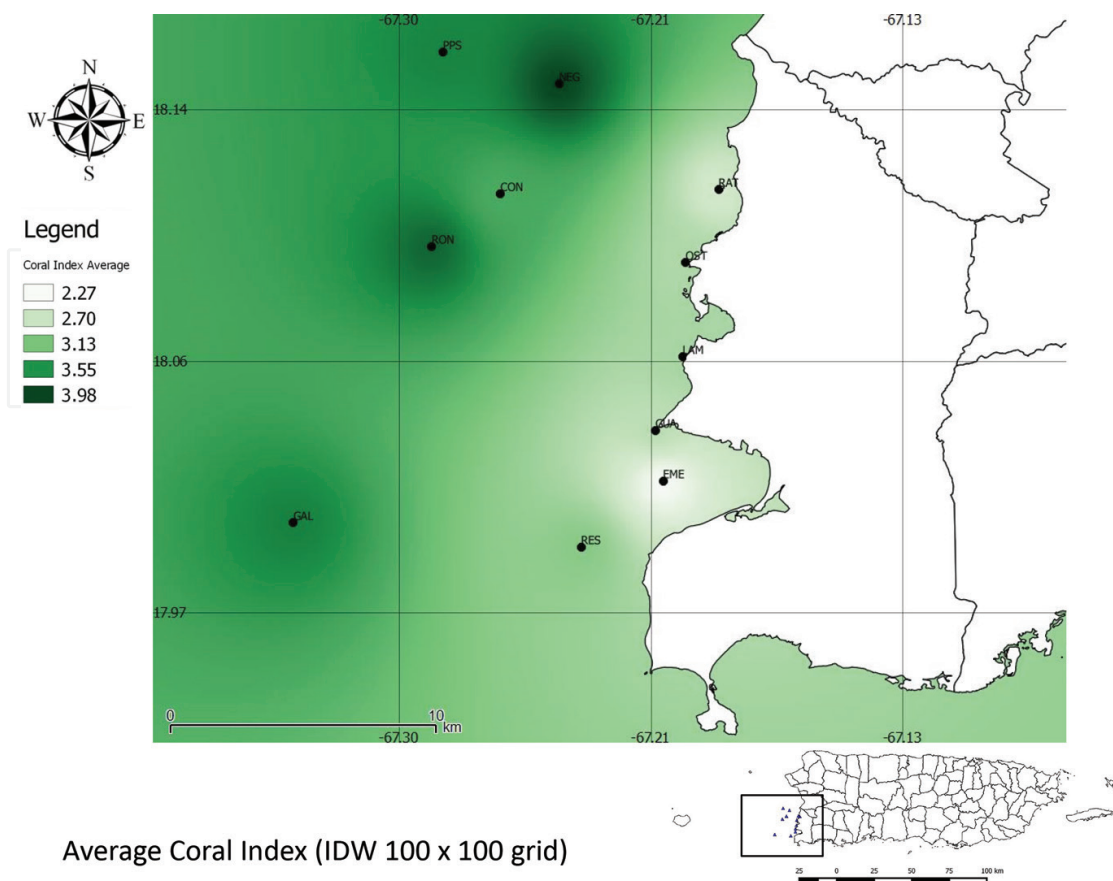 -67.30 -67.21 -67.13
PPS
NEG
N
W E
S
18.14
RAT
CON
Legend
RON
OST
Coral Index Average
2.27
2.70
3.13
18.06
LAM
3.55
3.98
GUA
EME
GAL
RES
17.97
0 10
km
-67.30 -67.21 -67.13
Average Coral Index (IDW 100 x 100 grid)
25 0 25 50 75 100 km